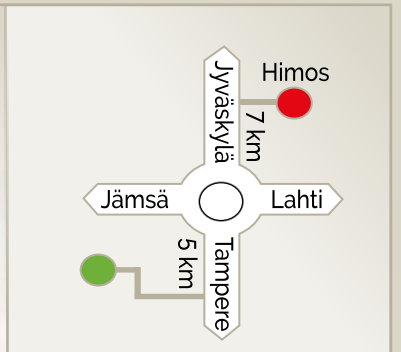 Himos
Jyväskylä
7 km
Jämsä
Lahti
5 km
Tampere